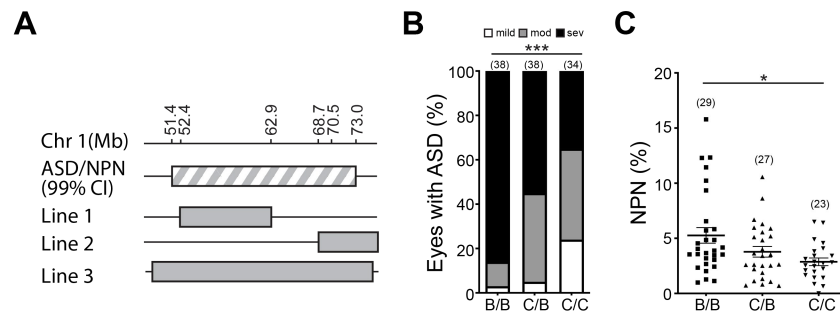 A
51.4 52.4 62.9 68.7 70.5 73.0
Chr 1(Mb)
ASD/NPN
(99% CI)
Line 1
Line 2
Line 3
B
mild mod sev
***
(38) (38) (34)
Eyes with ASD (%)
100
80
60
40
20
0
B/B C/B C/C
C
*
NPN (%)
20
15
10
5
0
(29)
(27)
(23)
B/B C/B C/C